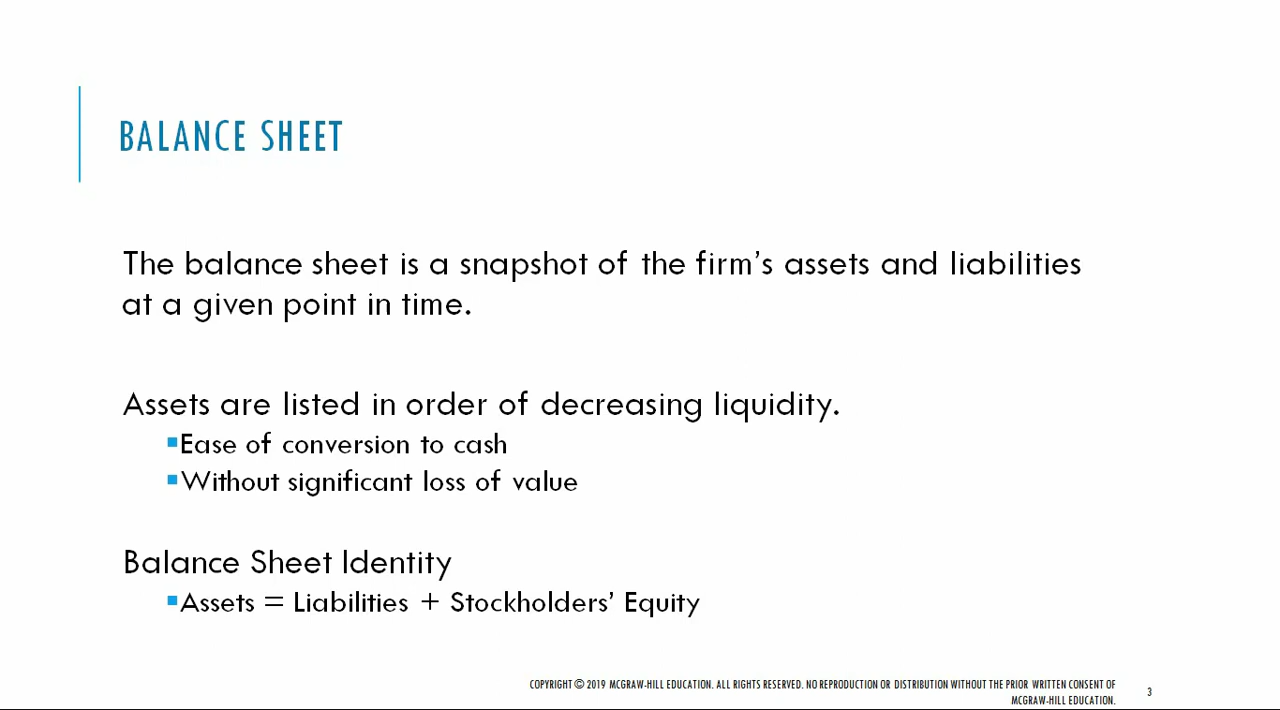 BALANCE SHEET
The balance sheet is a snapshot of the firm’s assets and liabilities
at a given point in time.
Assets are listed in order of decreasing liquidity.
▪Ease of conversion to cash
▪Without significant loss of value
Balance Sheet Identity
▪Assets = Liabilities + Stockholders’ Equity
COPYRIGHT © 2019 MCGRAW-HILL EDUCATION. ALL RIGHTS RESERVED. NO REPRODUCTION OR DISTRIBUTION WITHOUT THE PRIOR WRITTEN CONSENT OF
MCGRAW-HILL EDUCATION.
3